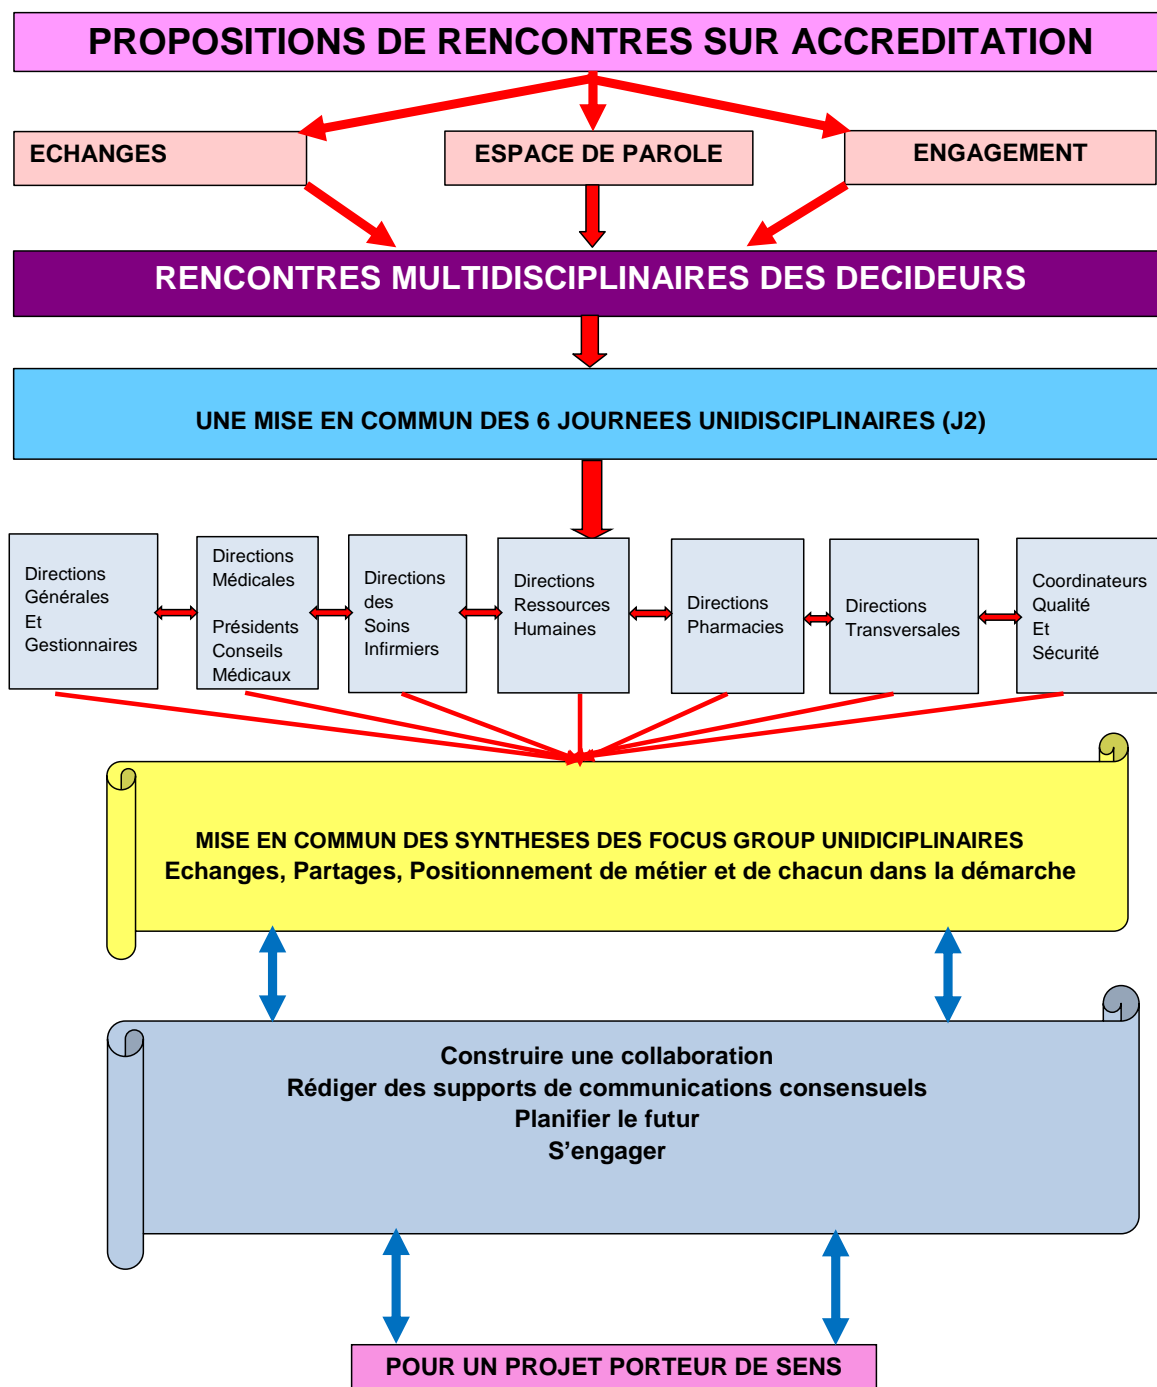 PROPOSITIONS DE RENCONTRES SUR ACCREDITATION
ECHANGES
ESPACE DE PAROLE
ENGAGEMENT
RENCONTRES MULTIDISCIPLINAIRES DES DECIDEURS
UNE MISE EN COMMUN DES 6 JOURNEES UNIDISCIPLINAIRES (J2)
Directions
Générales
Et
Gestionnaires
Directions
Médicales
Présidents
Conseils
Médicaux
Directions
des
Soins
Infirmiers
Directions
Ressources
Humaines
Directions
Pharmacies
Directions
Transversales
Coordinateurs
Qualité
Et
Sécurité
MISE EN COMMUN DES SYNTHESES DES FOCUS GROUP UNIDICIPLINAIRES
Echanges, Partages, Positionnement de métier et de chacun dans la démarche
Construire une collaboration
Rédiger des supports de communications consensuels
Planifier le futur
S’engager
POUR UN PROJET PORTEUR DE SENS